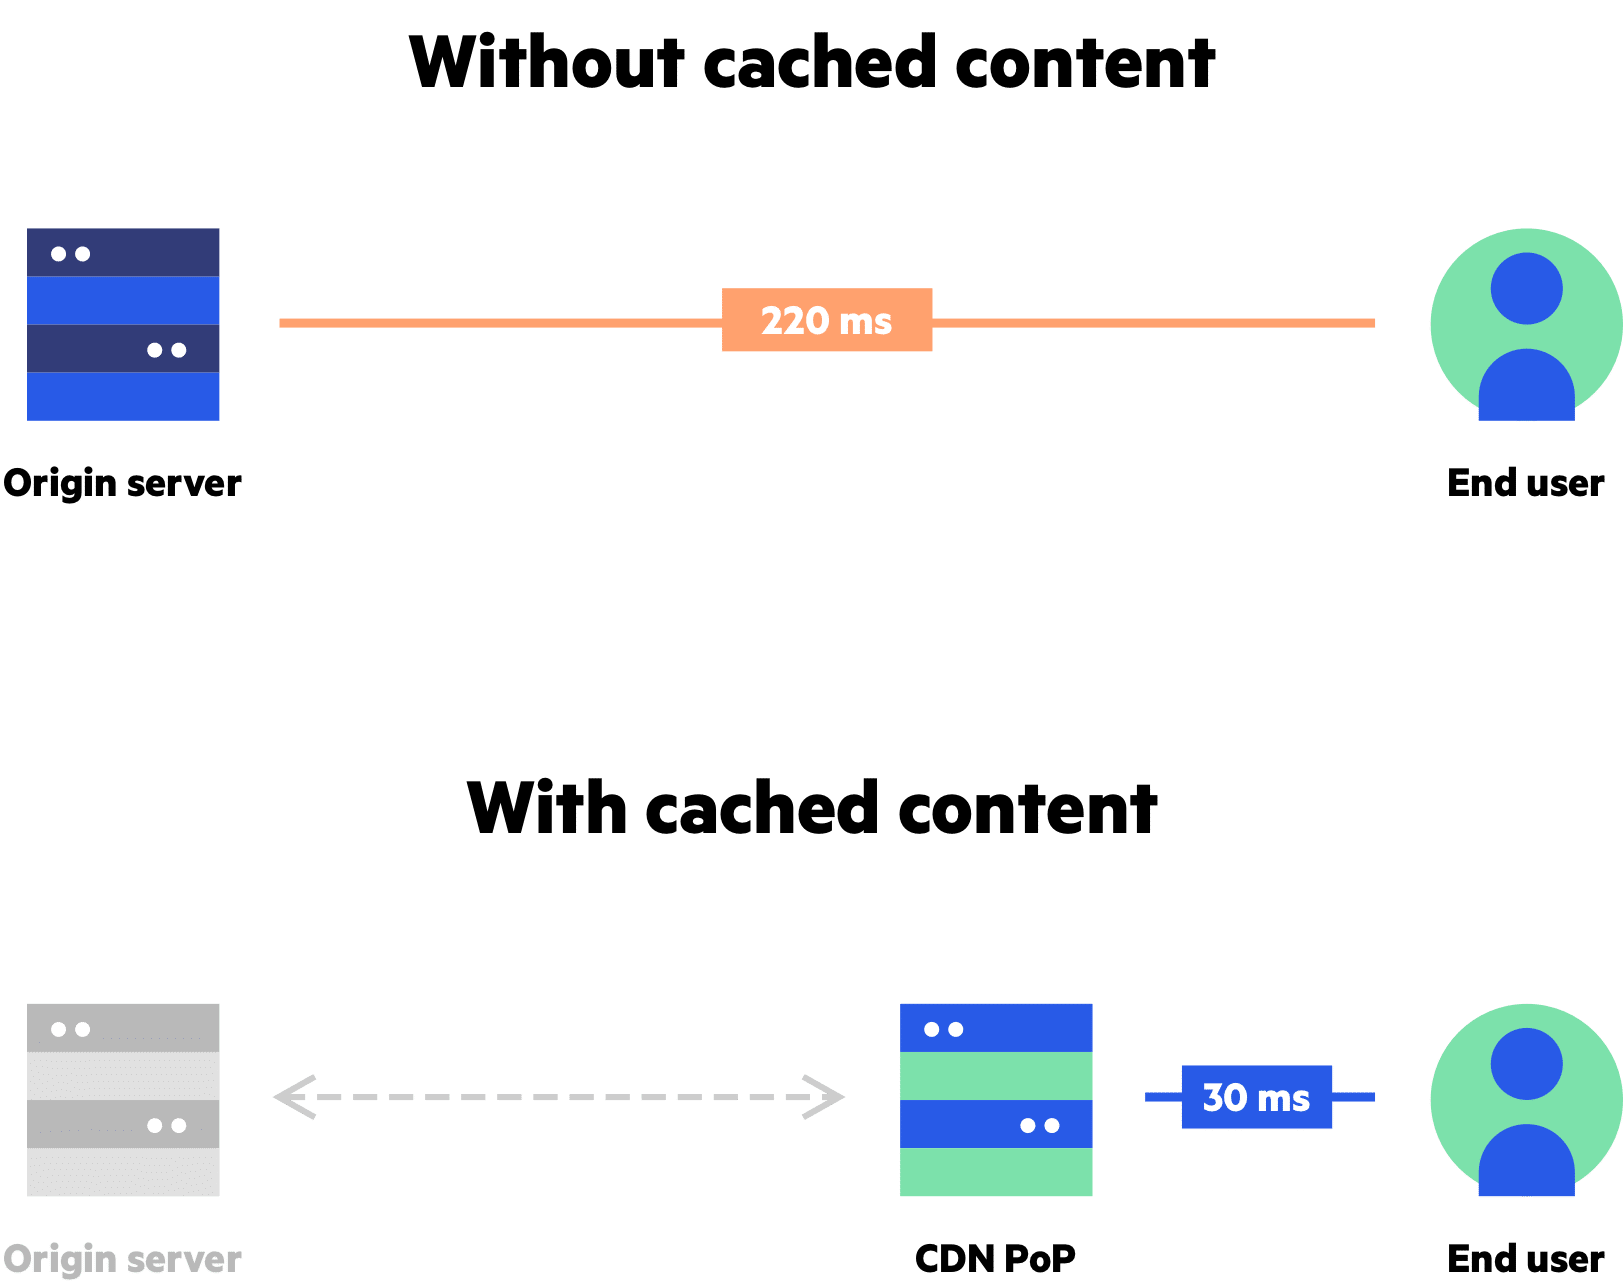 Without cached content
220 ms
Origin server
End user
With cached content
30 ms
Origin server
CDN PoP
End user